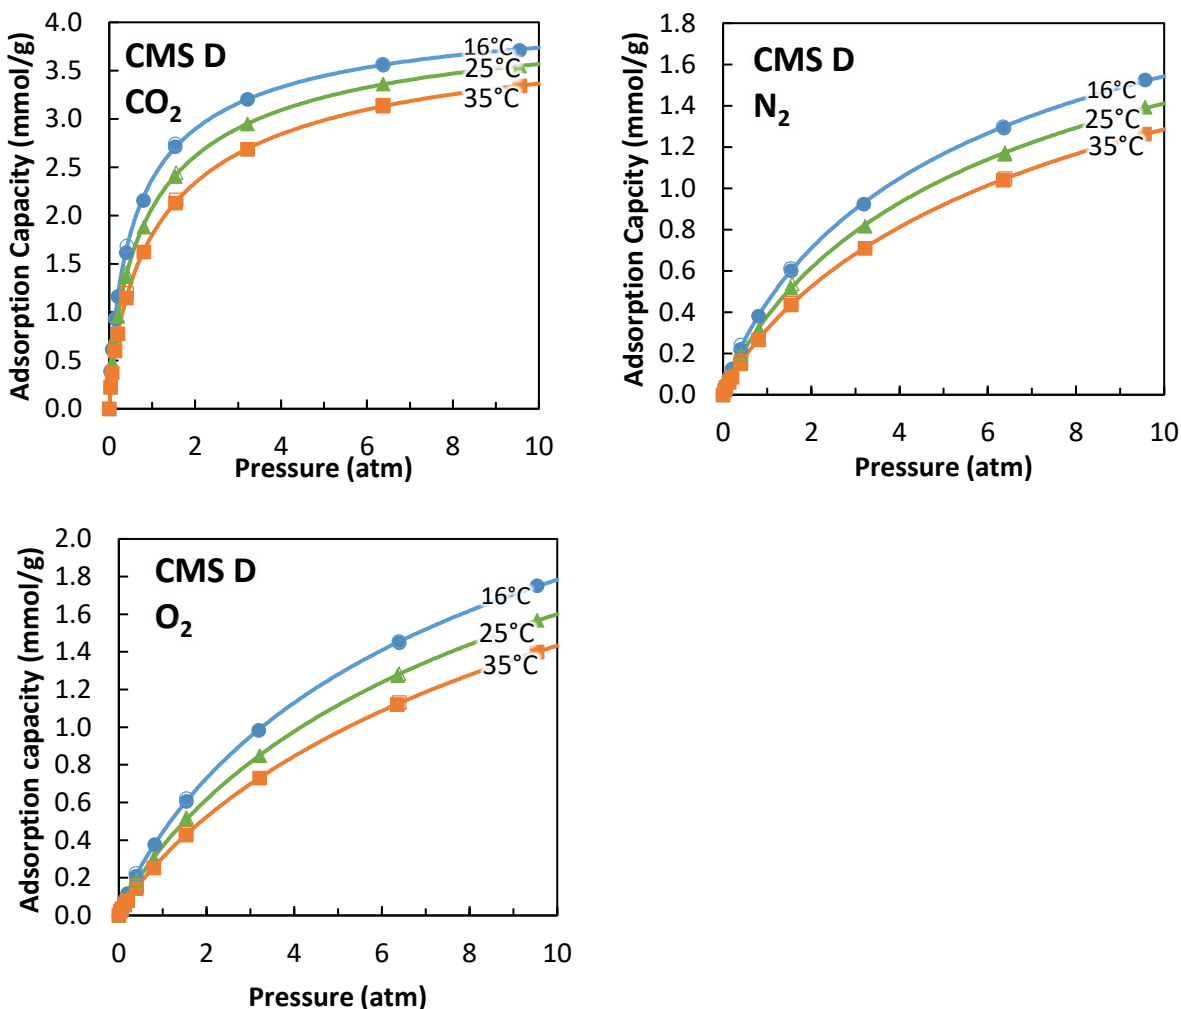 CMS D
CO₂
Adsorption Capacity (mmol/g)
4.0
3.5
3.0
2.5
2.0
1.5
1.0
0.5
0.0
16°C
25°C
35°C
0
2
4
6
8
10
Pressure (atm)
CMS D
N₂
Adsorption Capcity (mmol/g)
1.8
1.6
1.4
1.2
1.0
0.8
0.6
0.4
0.2
0.0
16°C
25°C
35°C
0
2
4
6
8
10
Pressure (atm)
CMS D
O₂
Adsorption capacity (mmol/g)
2.0
1.8
1.6
1.4
1.2
1.0
0.8
0.6
0.4
0.2
0.0
16°C
25°C
35°C
0
2
4
6
8
10
Pressure (atm)